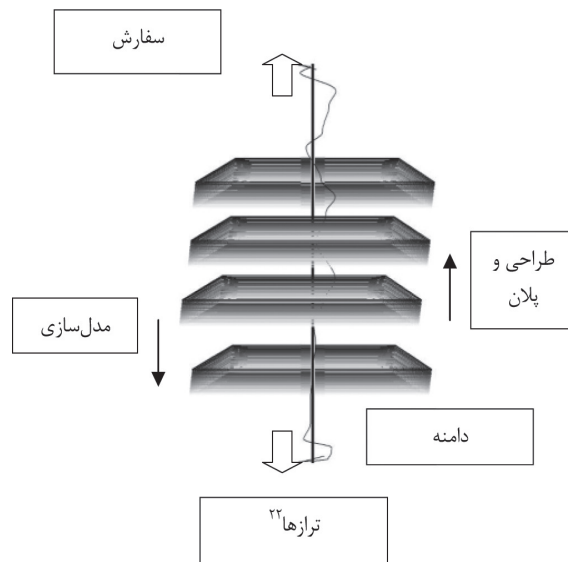 سفارش
طراحی و
پلان
مدل‌سازی
دامنه
ترازها۲۲